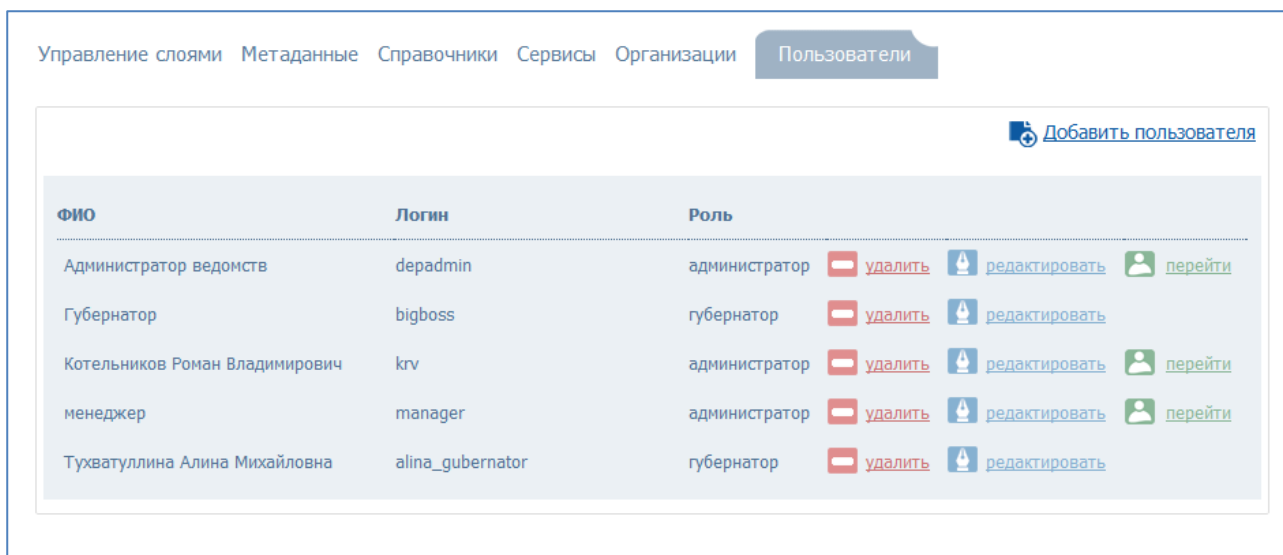 Управление слоями Метаданные Справочники Сервисы Организации Пользователи
Добавить пользователя
ФИО Логин Роль
Администратор ведомств depadmin администратор удалить редактировать перейти
Губернатор bigboss губернатор удалить редактировать
Котельников Роман Владимирович krv администратор удалить редактировать перейти
менеджер manager администратор удалить редактировать перейти
Тухватуллина Алина Михайловна alina_gubernator губернатор удалить редактировать